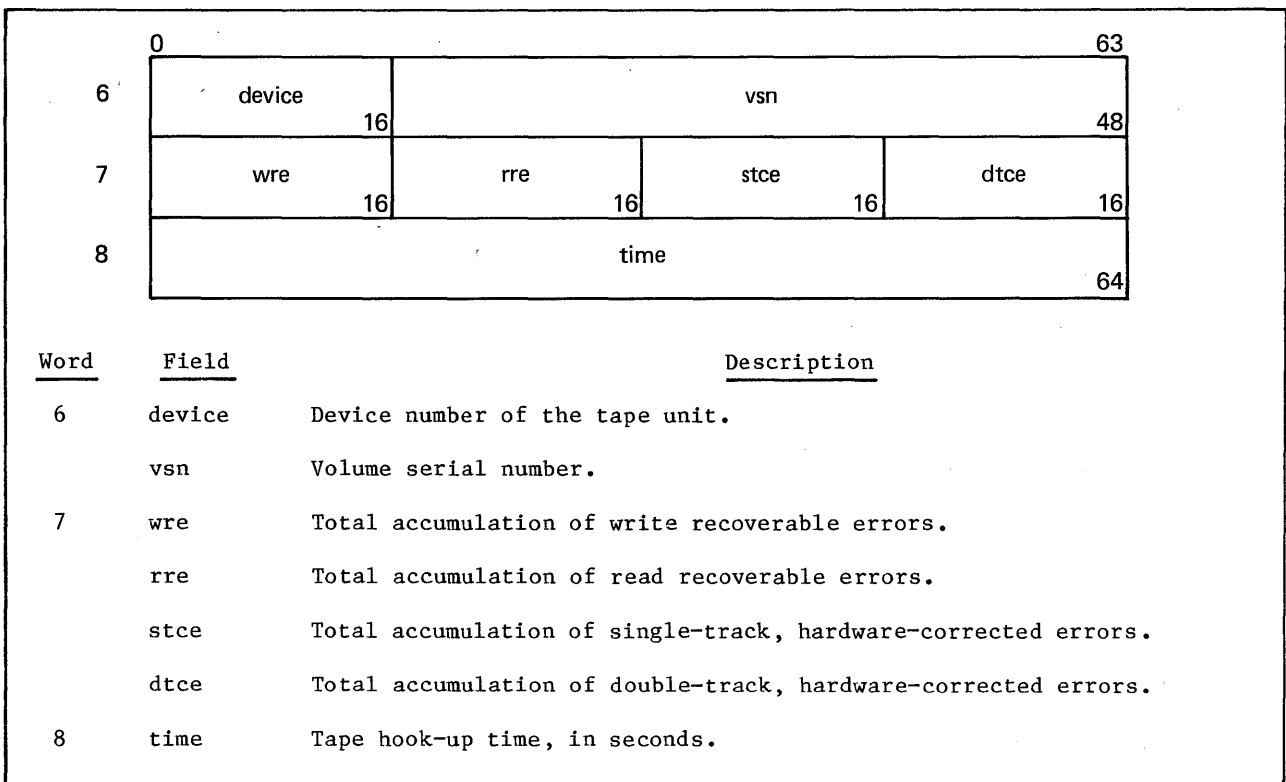 0 63
6 device 16 vsn 48
7 wre 16 rre 16 stce 16 dtce 16
8 time 64
Word Field Description
6 device Device number of the tape unit.
vsn Volume serial number.
7 wre Total accumulation of write recoverable errors.
rre Total accumulation of read recoverable errors.
stce Total accumulation of single-track, hardware-corrected errors.
dtce Total accumulation of double-track, hardware-corrected errors.
8 time Tape hook-up time, in seconds.